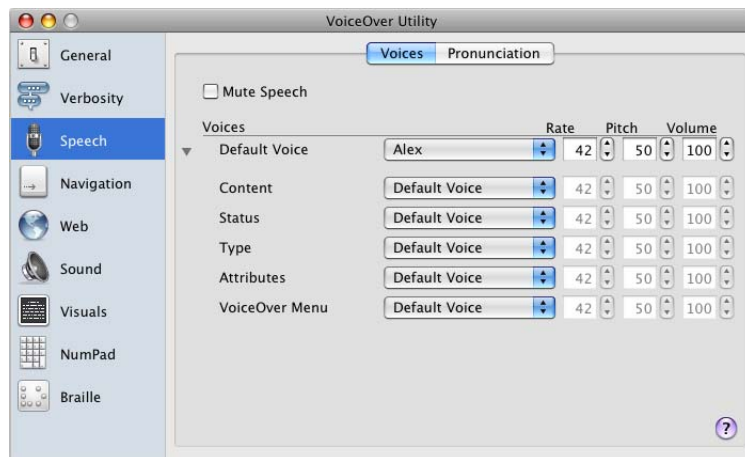 VoiceOver Utility
General
Verbosity
Speech
Navigation
Web
Sound
Visuals
NumPad
Braille
Voices Pronunciation
Mute Speech
Voices Rate Pitch Volume
Default Voice Alex 42 50 100
Content Default Voice 42 50 100
Status Default Voice 42 50 100
Type Default Voice 42 50 100
Attributes Default Voice 42 50 100
VoiceOver Menu Default Voice 42 50 100
?